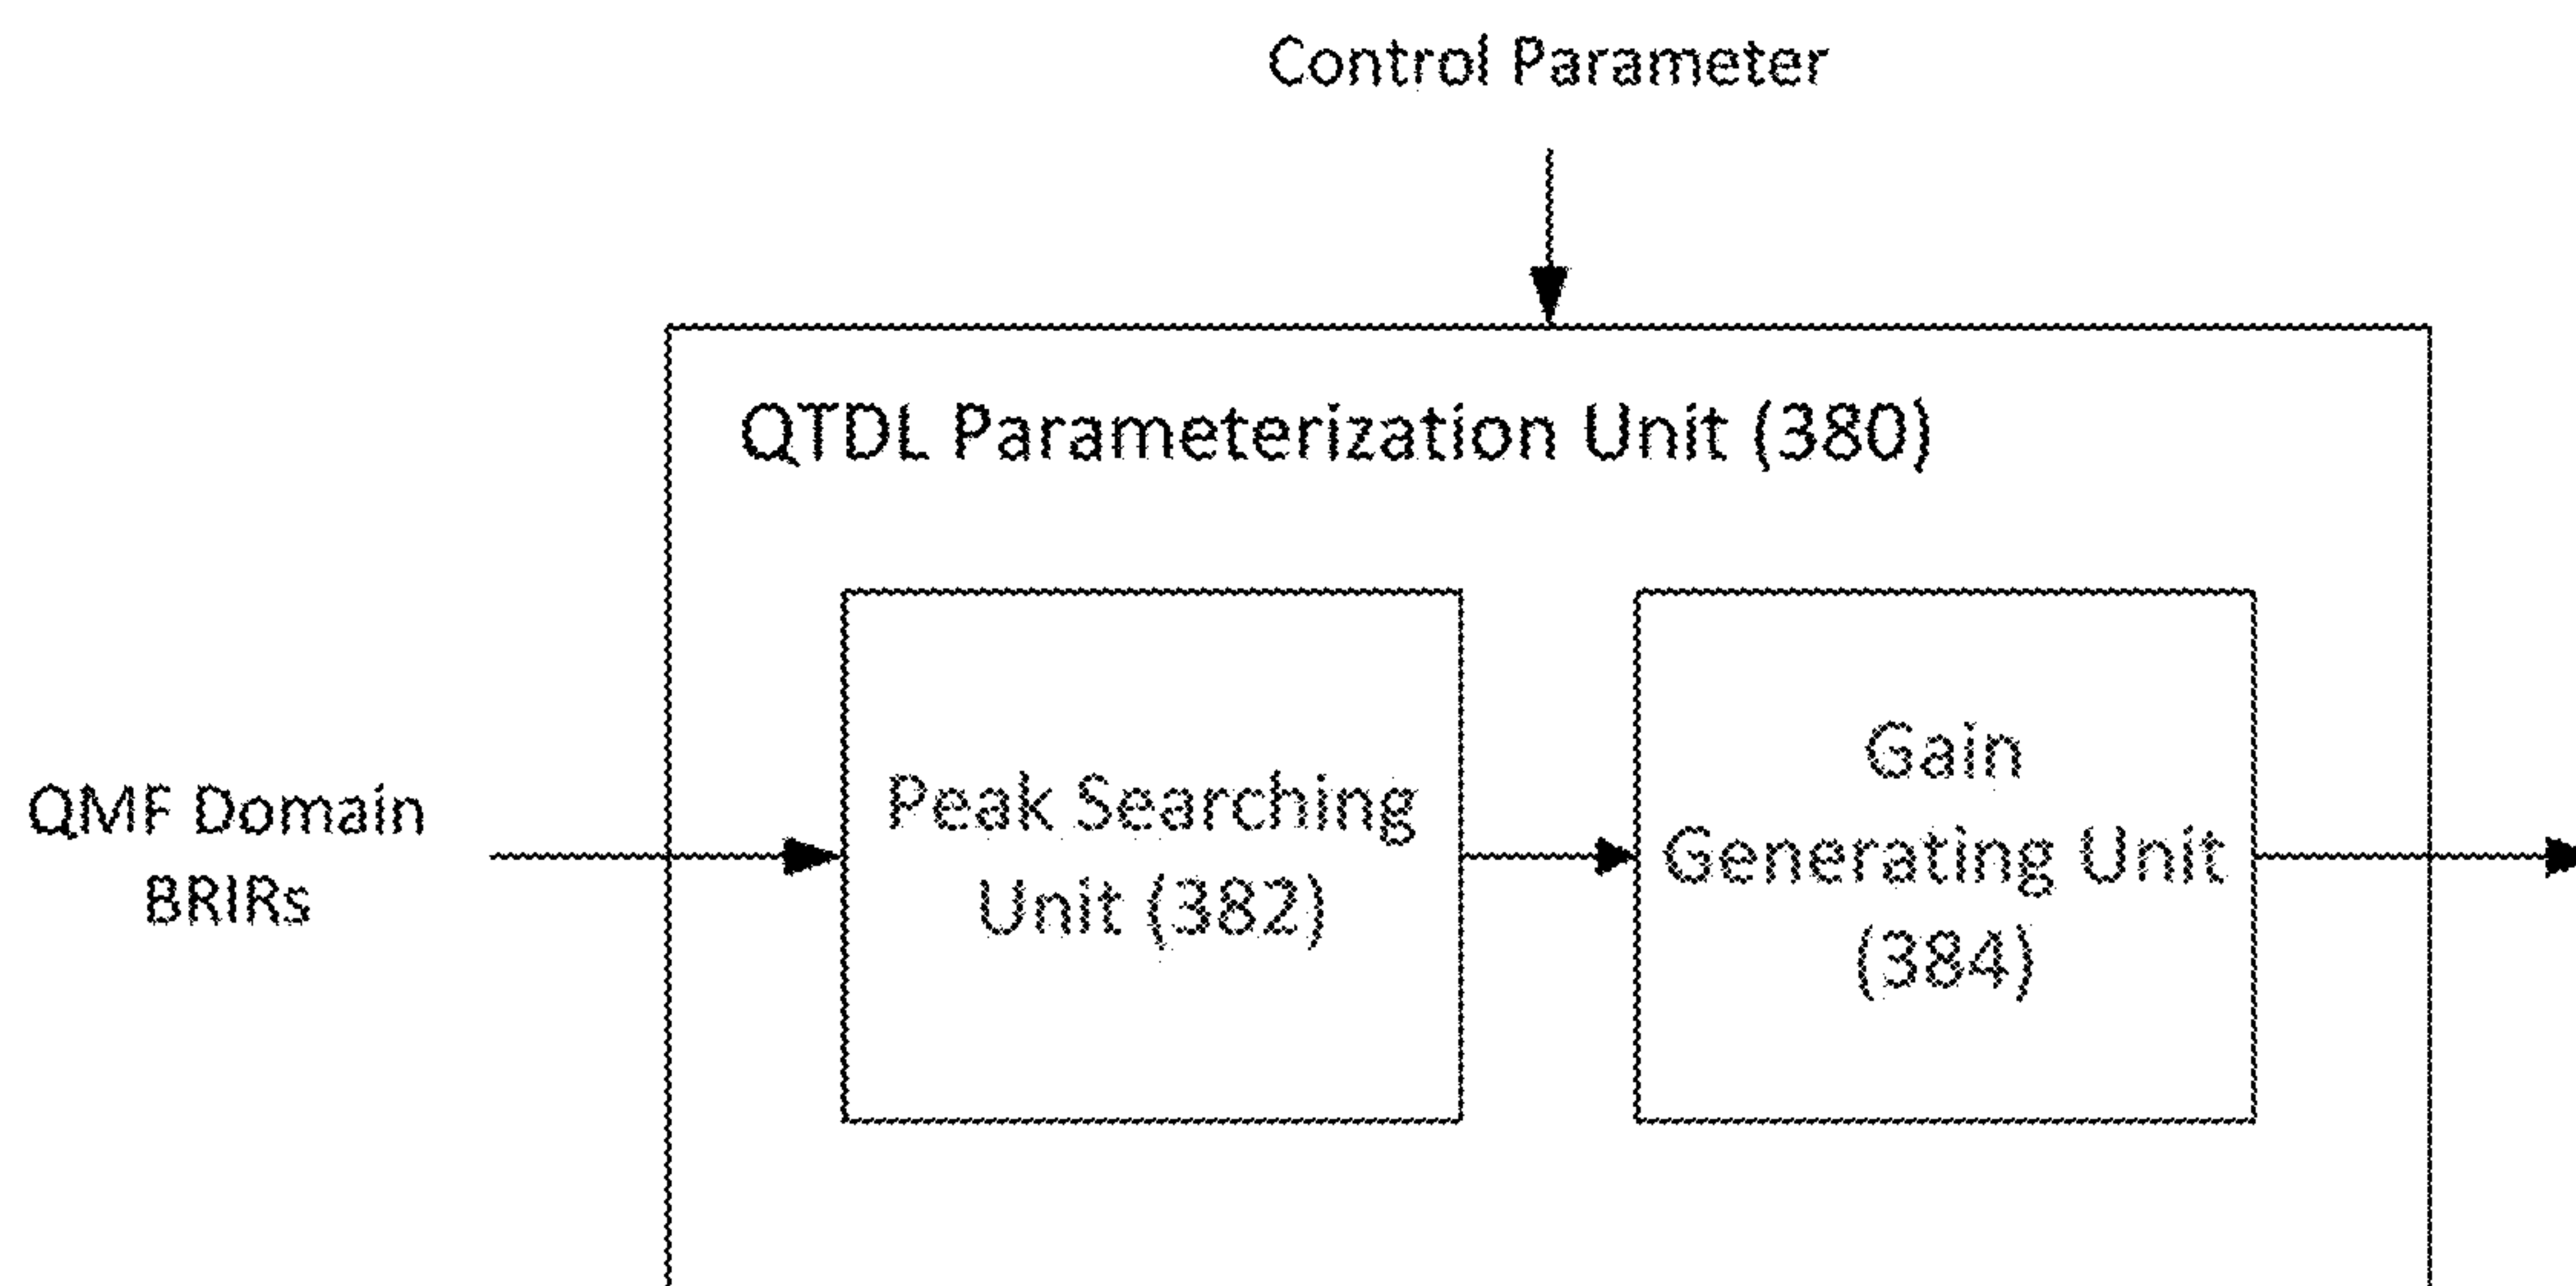 Control Parameter
QTDL Parameterization Unit (380)
QMF Domain
BRIRs
Peak Searching
Unit (382)
Gain
Generating Unit
(384)